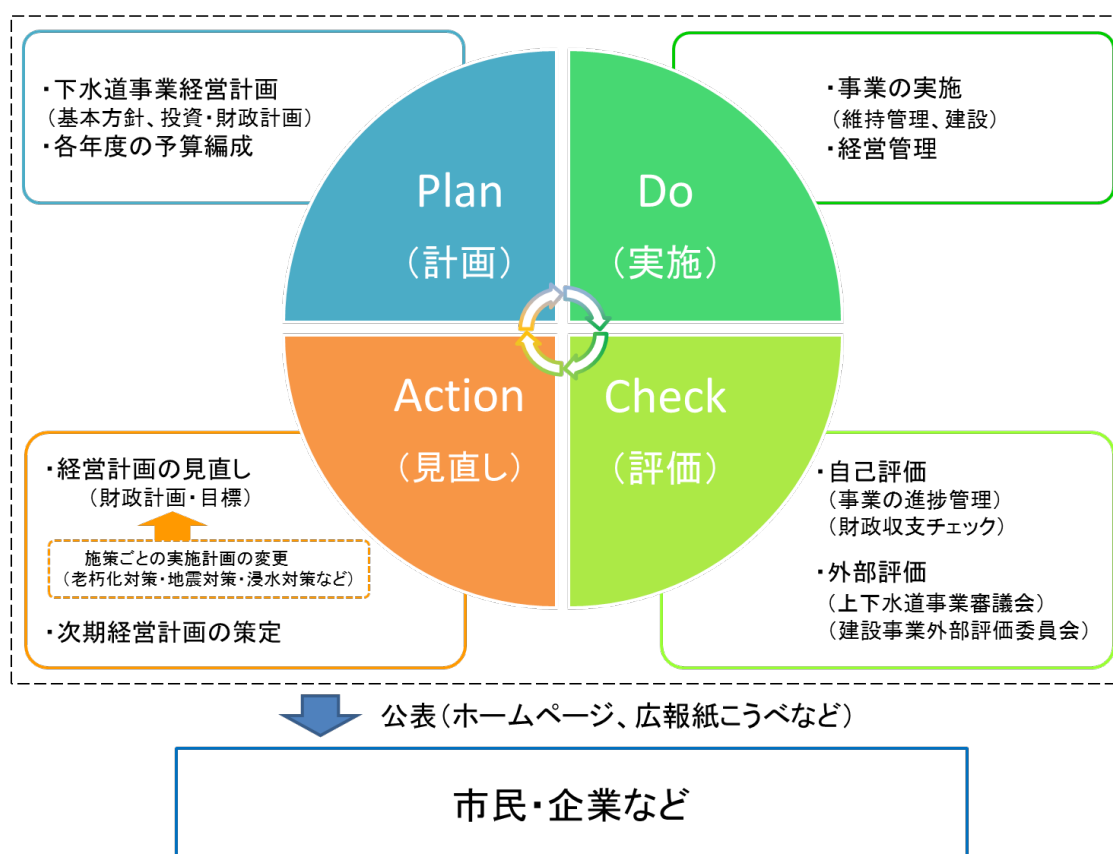 ・下水道事業経営計画
(基本方針、投資・財政計画)
・各年度の予算編成
・事業の実施
(維持管理、建設)
・経営管理
Plan
(計画)
Do
(実施)
Action
(見直し)
Check
(評価)
・経営計画の見直し
(財政計画・目標)
施策ごとの実施計画の変更
(老朽化対策・地震対策・浸水対策など)
・次期経営計画の策定
・自己評価
(事業の進捗管理)
(財政収支チェック)
・外部評価
(上下水道事業審議会)
(建設事業外部評価委員会)
公表(ホームページ、広報紙こうべなど)
市民・企業など